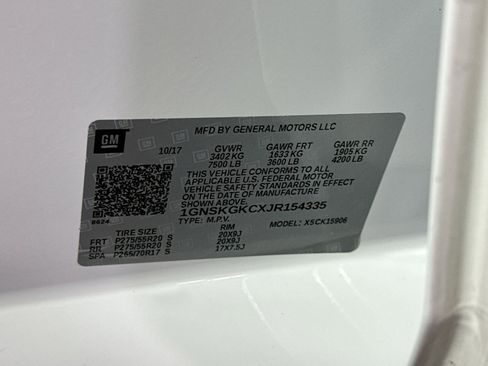 GM
MFD BY GENERAL MOTORS LLC
10/17 GVWR GAWR FRT GAWR RR
3402 KG 1633 KG 1905 KG
7500 LB 3600 LB 4200 LB
THIS VEHICLE CONFORMS TO ALL
APPLICABLE U.S. FEDERAL MOTOR
VEHICLE SAFETY STANDARDS IN EFFECT
ON THE DATE OF MANUFACTURE
SHOWN ABOVE.
1GNSKGKCXJR154335
8624 TYPE: M.P.V. MODEL: X5CK15906
TIRE SIZE RIM
FRT P275/55R20 S 20X9J
RR P275/55R20 S 20X9J
SPA P265/70R17 S 17X7.5J